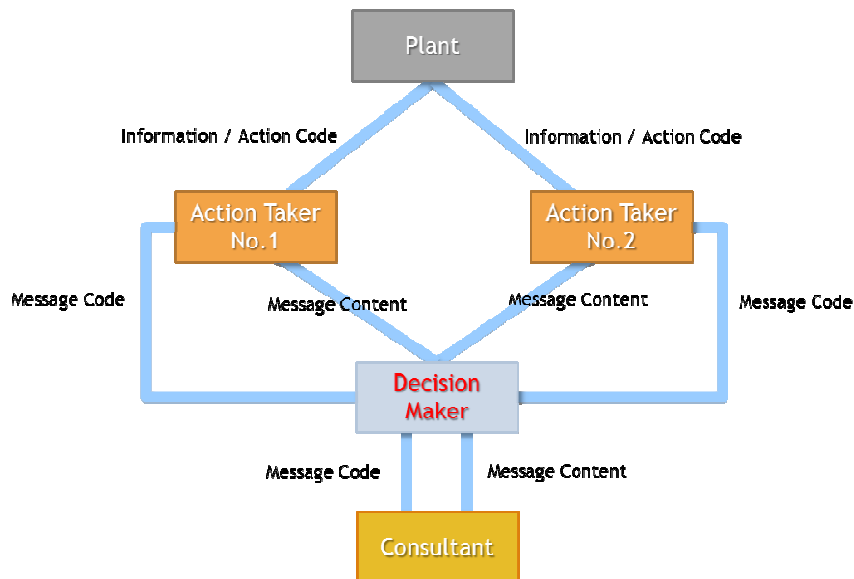 Plant
Information / Action Code
Information / Action Code
Action Taker
No.1
Action Taker
No.2
Message Code
Message Content
Message Content
Message Code
Decision
Maker
Message Code
Message Content
Consultant